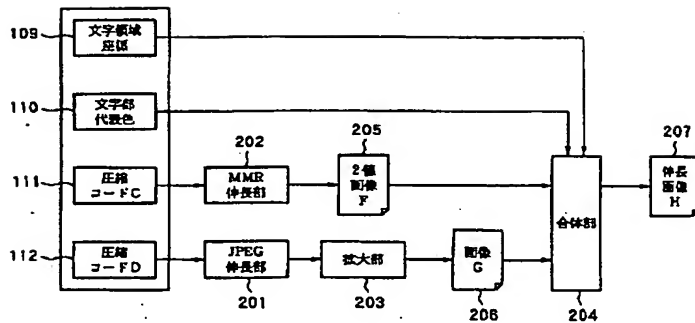 109
文字領域
座標
110
文字部
代表色
202
205
207
111
圧縮
コードC
MMR
伸長部
2値
画像
F
合体部
伸長
画像
H
112
圧縮
コードD
JPEG
伸長部
拡大部
画像
G
201
203
206
204